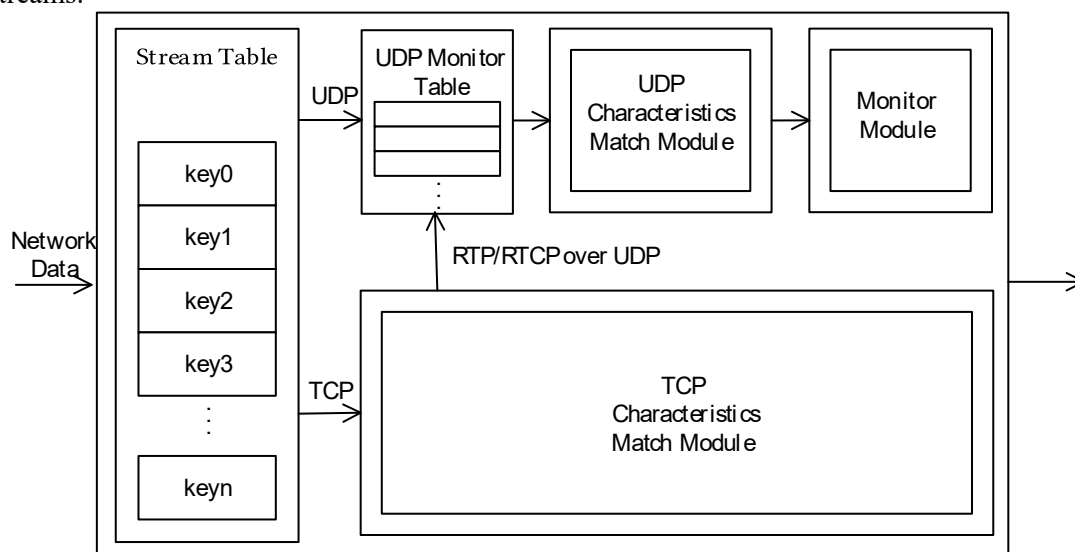 Stream Table
key0
key1
key2
key3
keyn
Network
Data
UDP
TCP
UDP Monitor
Table
UDP
Characteristics
Match Module
Monitor
Module
RTP/RTCP over UDP
TCP
Characteristics
Match Module